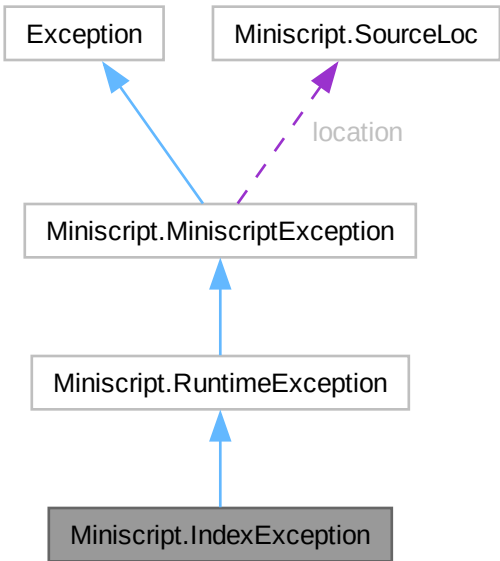 Exception
Miniscript.SourceLoc
location
Miniscript.MiniscriptException
Miniscript.RuntimeException
Miniscript.IndexException